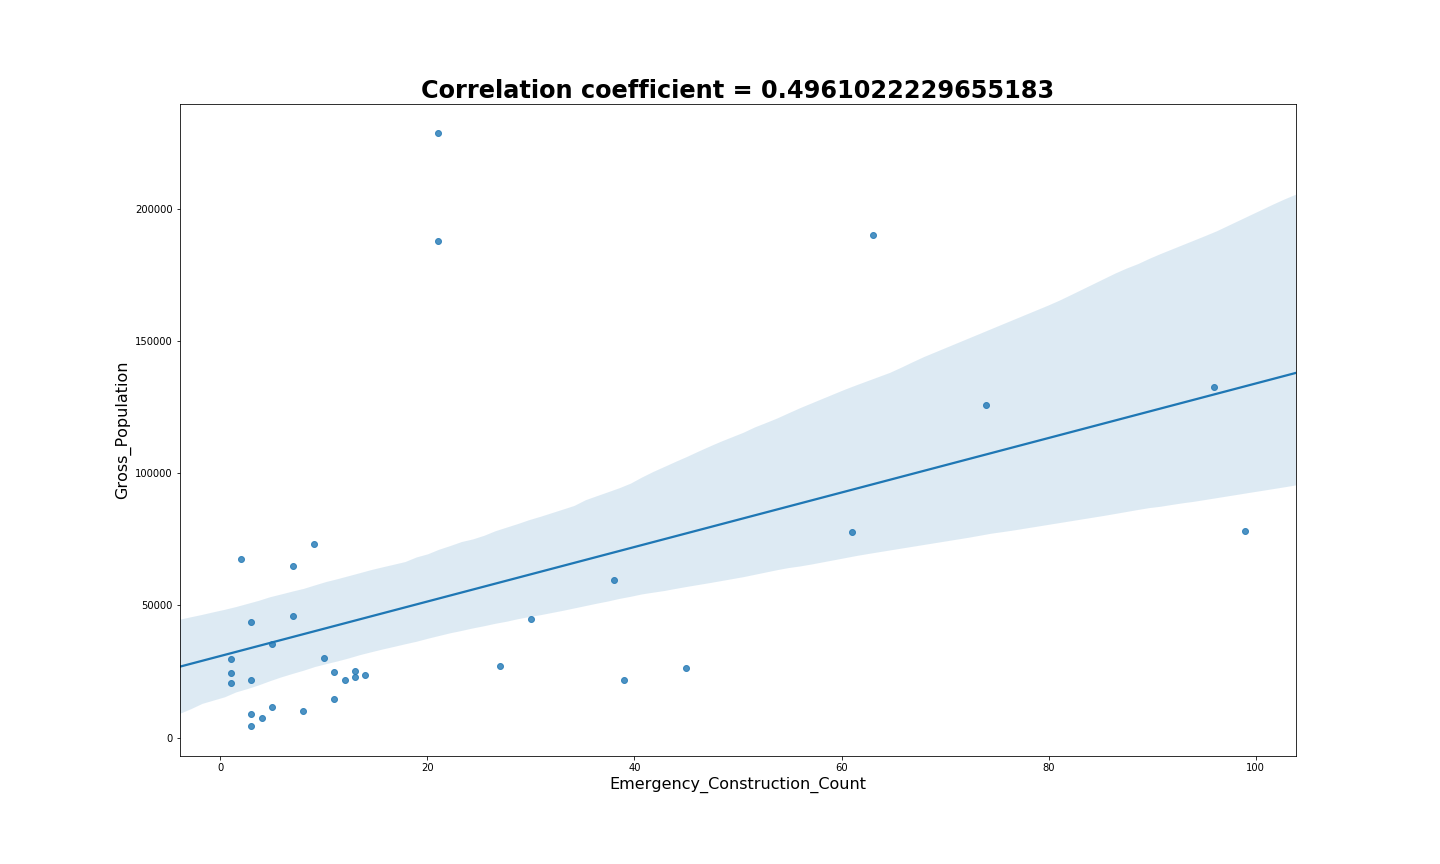 Correlation coefficient = 0.4961022229655183
Gross_Population
200000
150000
100000
50000
0
0 20 40 60 80 100
Emergency_Construction_Count